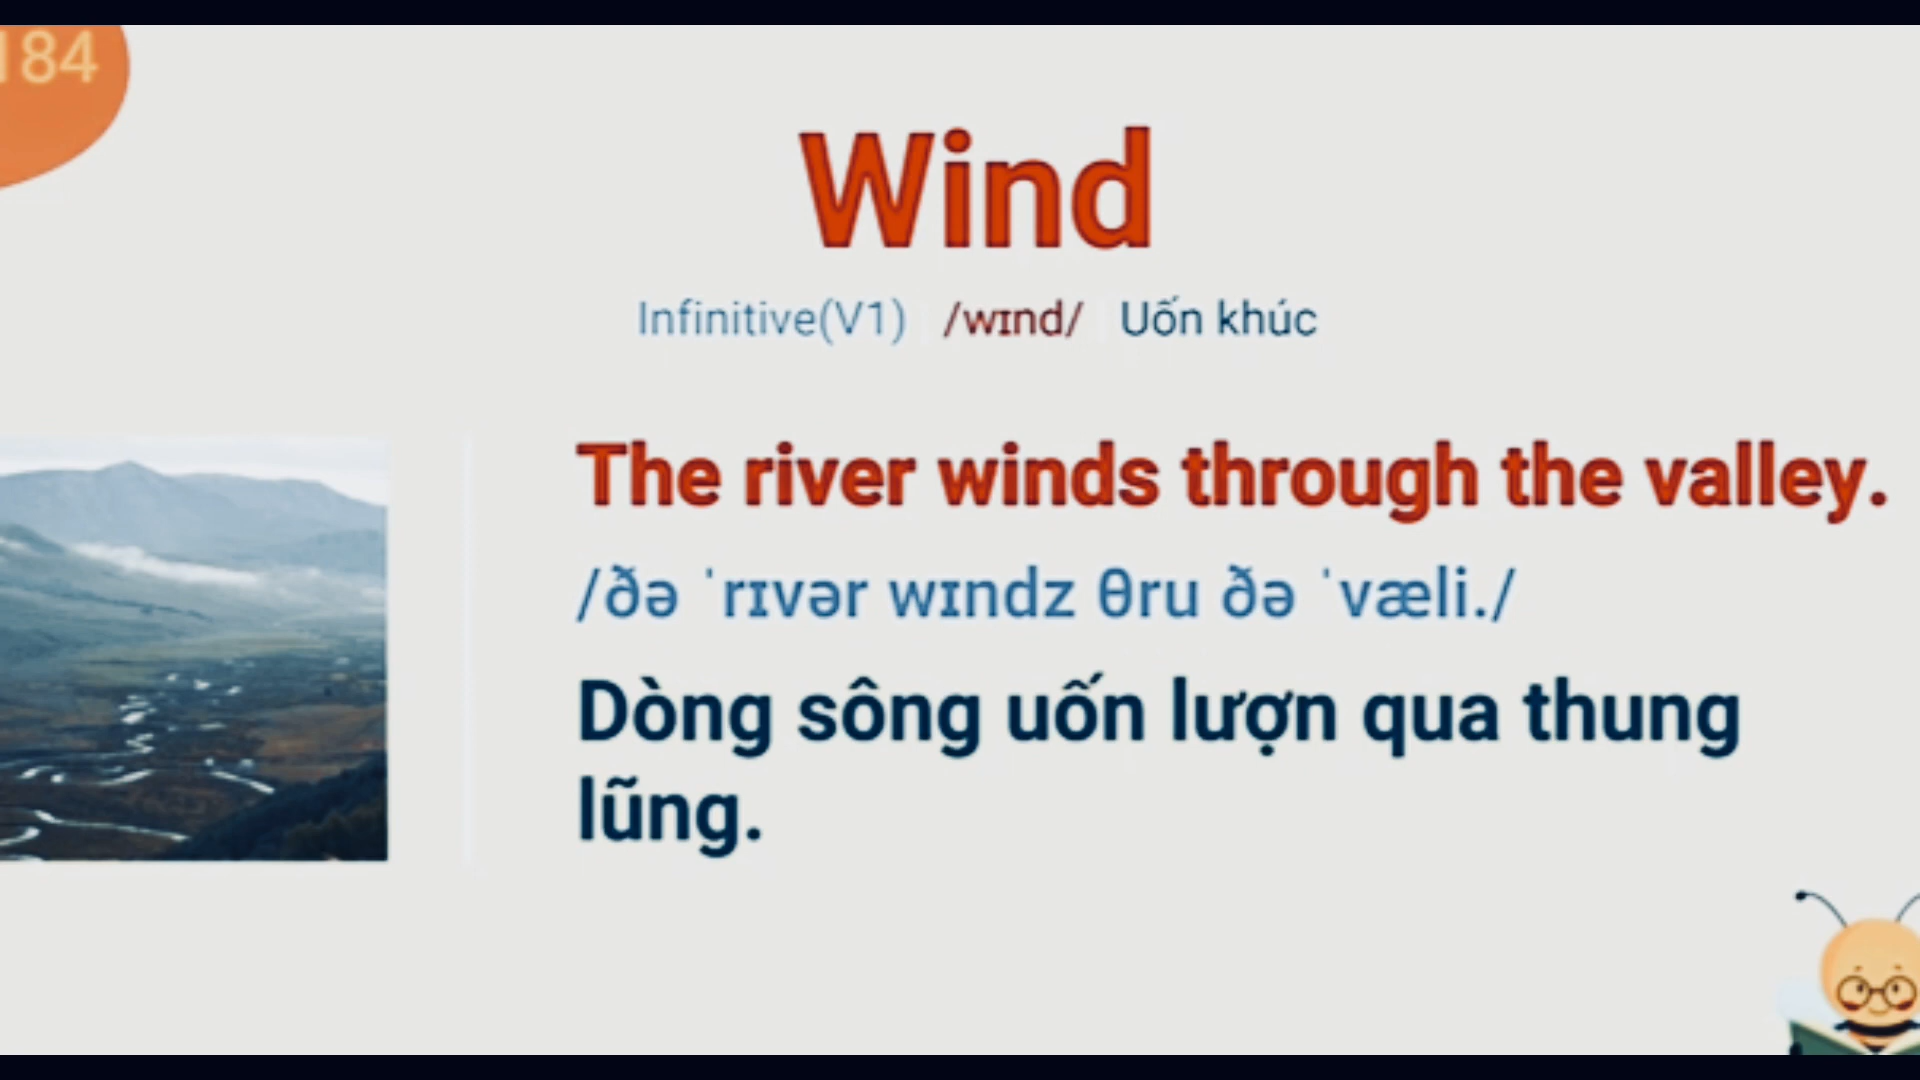 184
Wind
Infinitive(V1) /wɪnd/ Uốn khúc
The river winds through the valley.
/ðə ˈrɪvər wɪndz θru ðə ˈvæli./
Dòng sông uốn lượn qua thung
lũng.